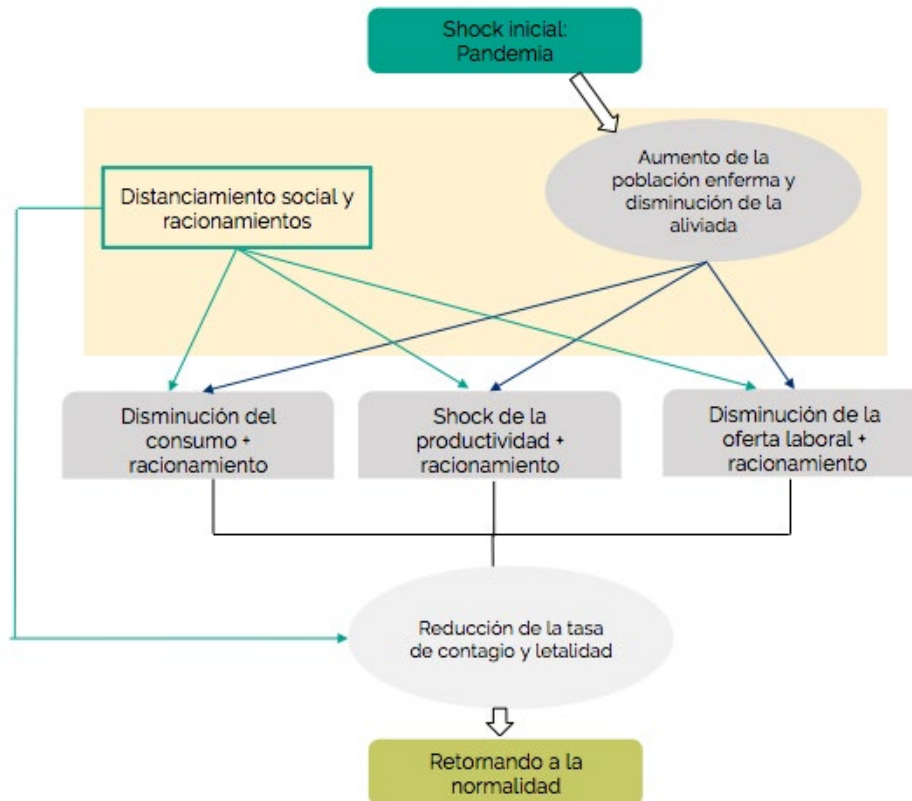 Shock inicial:
Pandemia
Distanciamiento social y
racionamientos
Aumento de la
población enferma y
disminución de la
aliviada
Disminución del
consumo +
racionamiento
Shock de la
productividad +
racionamiento
Disminución de la
oferta laboral +
racionamiento
Reducción de la tasa
de contagio y letalidad
Retornando a la
normalidad